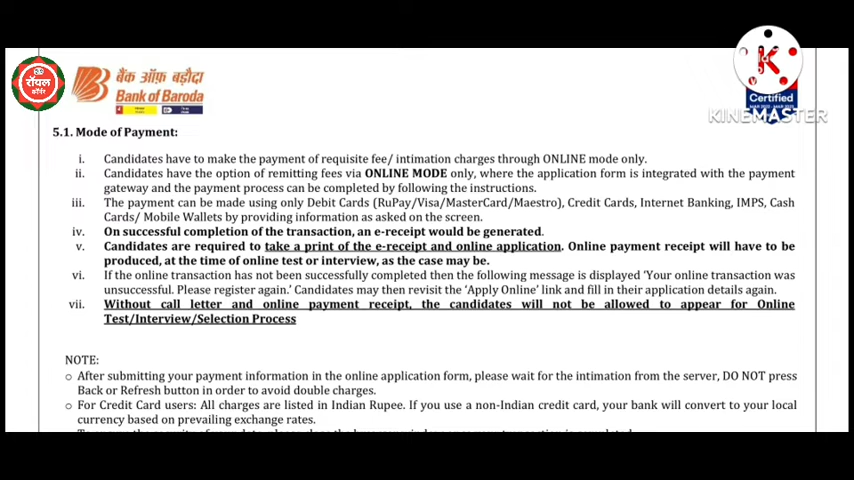 रॉयल
कॉर्नर
बैंक ऑफ़ बड़ौदा
Bank of Baroda
K
Certified
KINEMASTER
5.1. Mode of Payment:
i. Candidates have to make the payment of requisite fee/ intimation charges through ONLINE mode only.
ii. Candidates have the option of remitting fees via ONLINE MODE only, where the application form is integrated with the payment
gateway and the payment process can be completed by following the instructions.
iii. The payment can be made using only Debit Cards (RuPay/Visa/MasterCard/Maestro), Credit Cards, Internet Banking, IMPS, Cash
Cards/ Mobile Wallets by providing information as asked on the screen.
iv. On successful completion of the transaction, an e-receipt would be generated.
v. Candidates are required to take a print of the e-receipt and online application. Online payment receipt will have to be
produced, at the time of online test or interview, as the case may be.
vi. If the online transaction has not been successfully completed then the following message is displayed 'Your online transaction was
unsuccessful. Please register again.' Candidates may then revisit the 'Apply Online' link and fill in their application details again.
vii. Without call letter and online payment receipt, the candidates will not be allowed to appear for Online
Test/Interview/Selection Process
NOTE:
o After submitting your payment information in the online application form, please wait for the intimation from the server, DO NOT press
Back or Refresh button in order to avoid double charges.
o For Credit Card users: All charges are listed in Indian Rupee. If you use a non-Indian credit card, your bank will convert to your local
currency based on prevailing exchange rates.